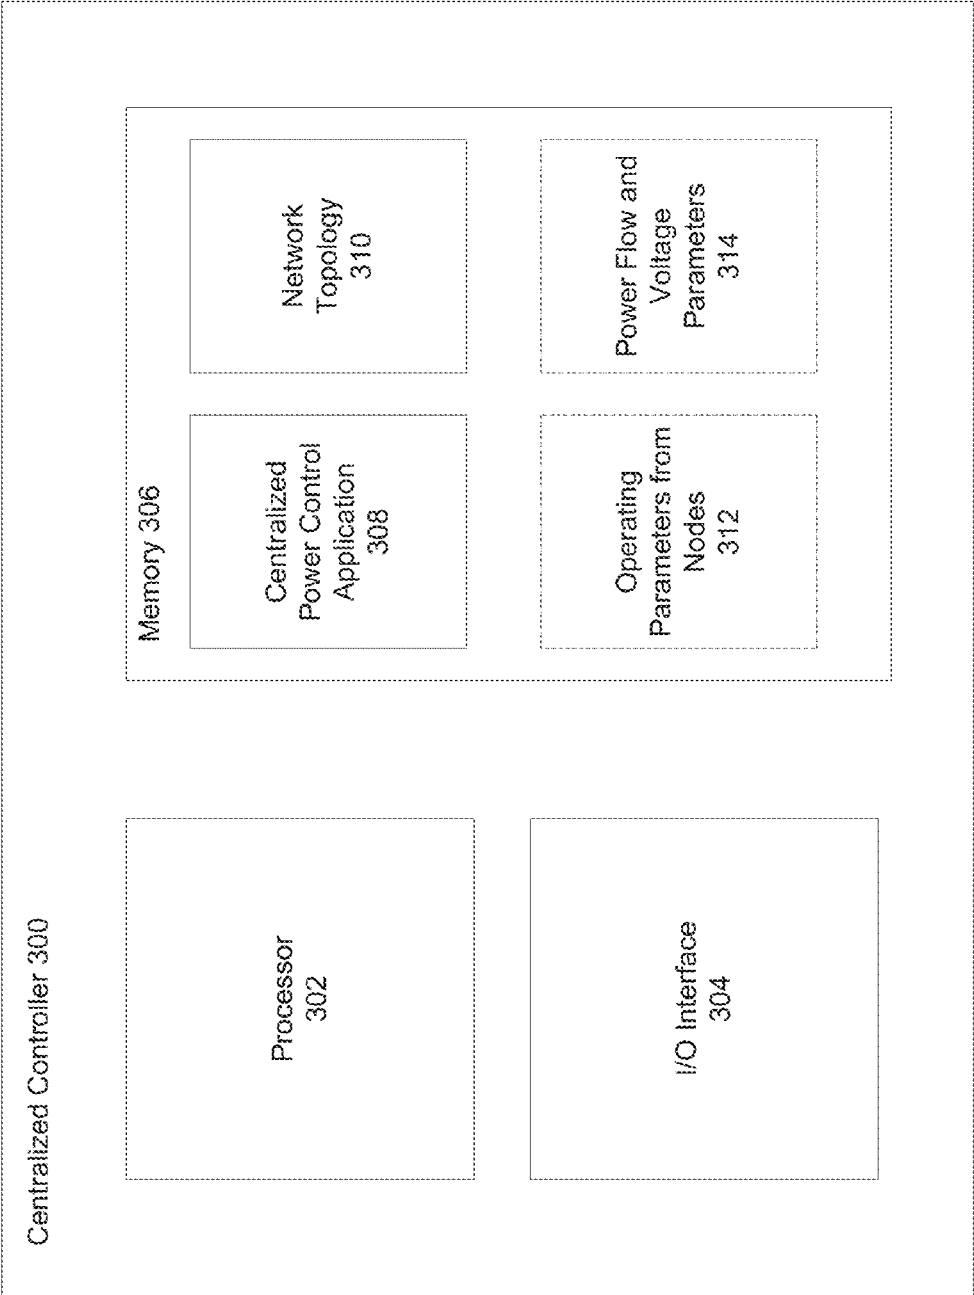 Centralized Controller 300
Processor
302
I/O Interface
304
Memory 306
Centralized
Power Control
Application
308
Network
Topology
310
Operating
Parameters from
Nodes
312
Power Flow and
Voltage
Parameters
314